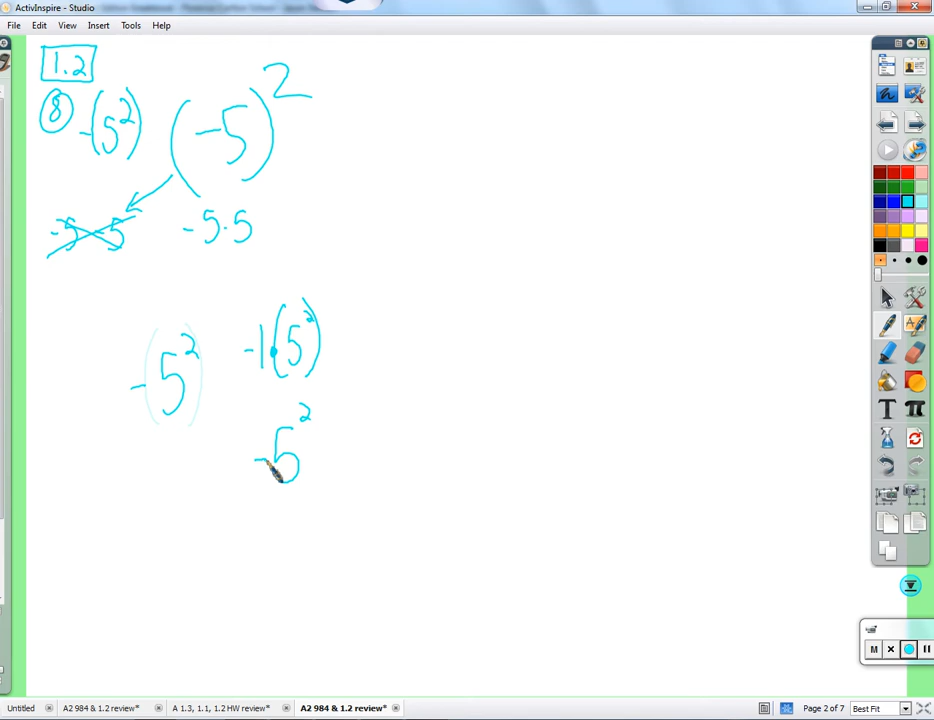 ActivInspire - Studio
File Edit View Insert Tools Help
1.2
8 -(5²) (-5)²
-5 -5 -5·5
-5² -1·(5²)
-5²
T π
M
Untitled A2 984 & 1.2 review* A 1.3, 1.1, 1.2 HW review* A2 984 & 1.2 review* Page 2 of 7 Best Fit